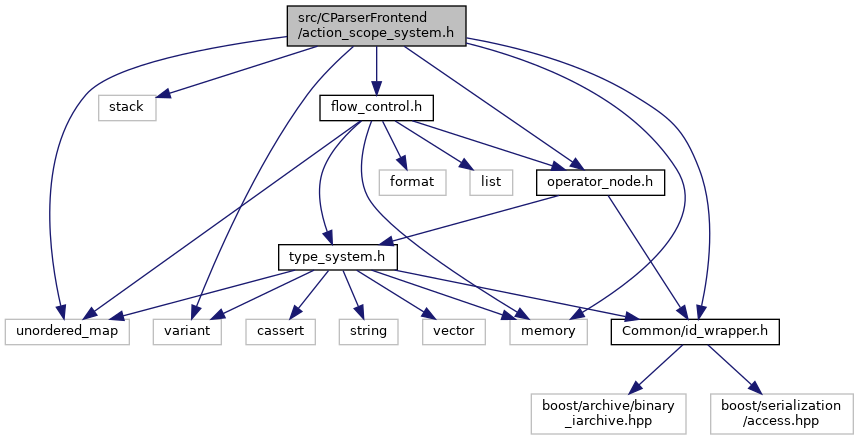 src/CParserFrontend
/action_scope_system.h
stack
flow_control.h
format
list
operator_node.h
type_system.h
unordered_map
variant
cassert
string
vector
memory
Common/id_wrapper.h
boost/archive/binary
_iarchive.hpp
boost/serialization
/access.hpp